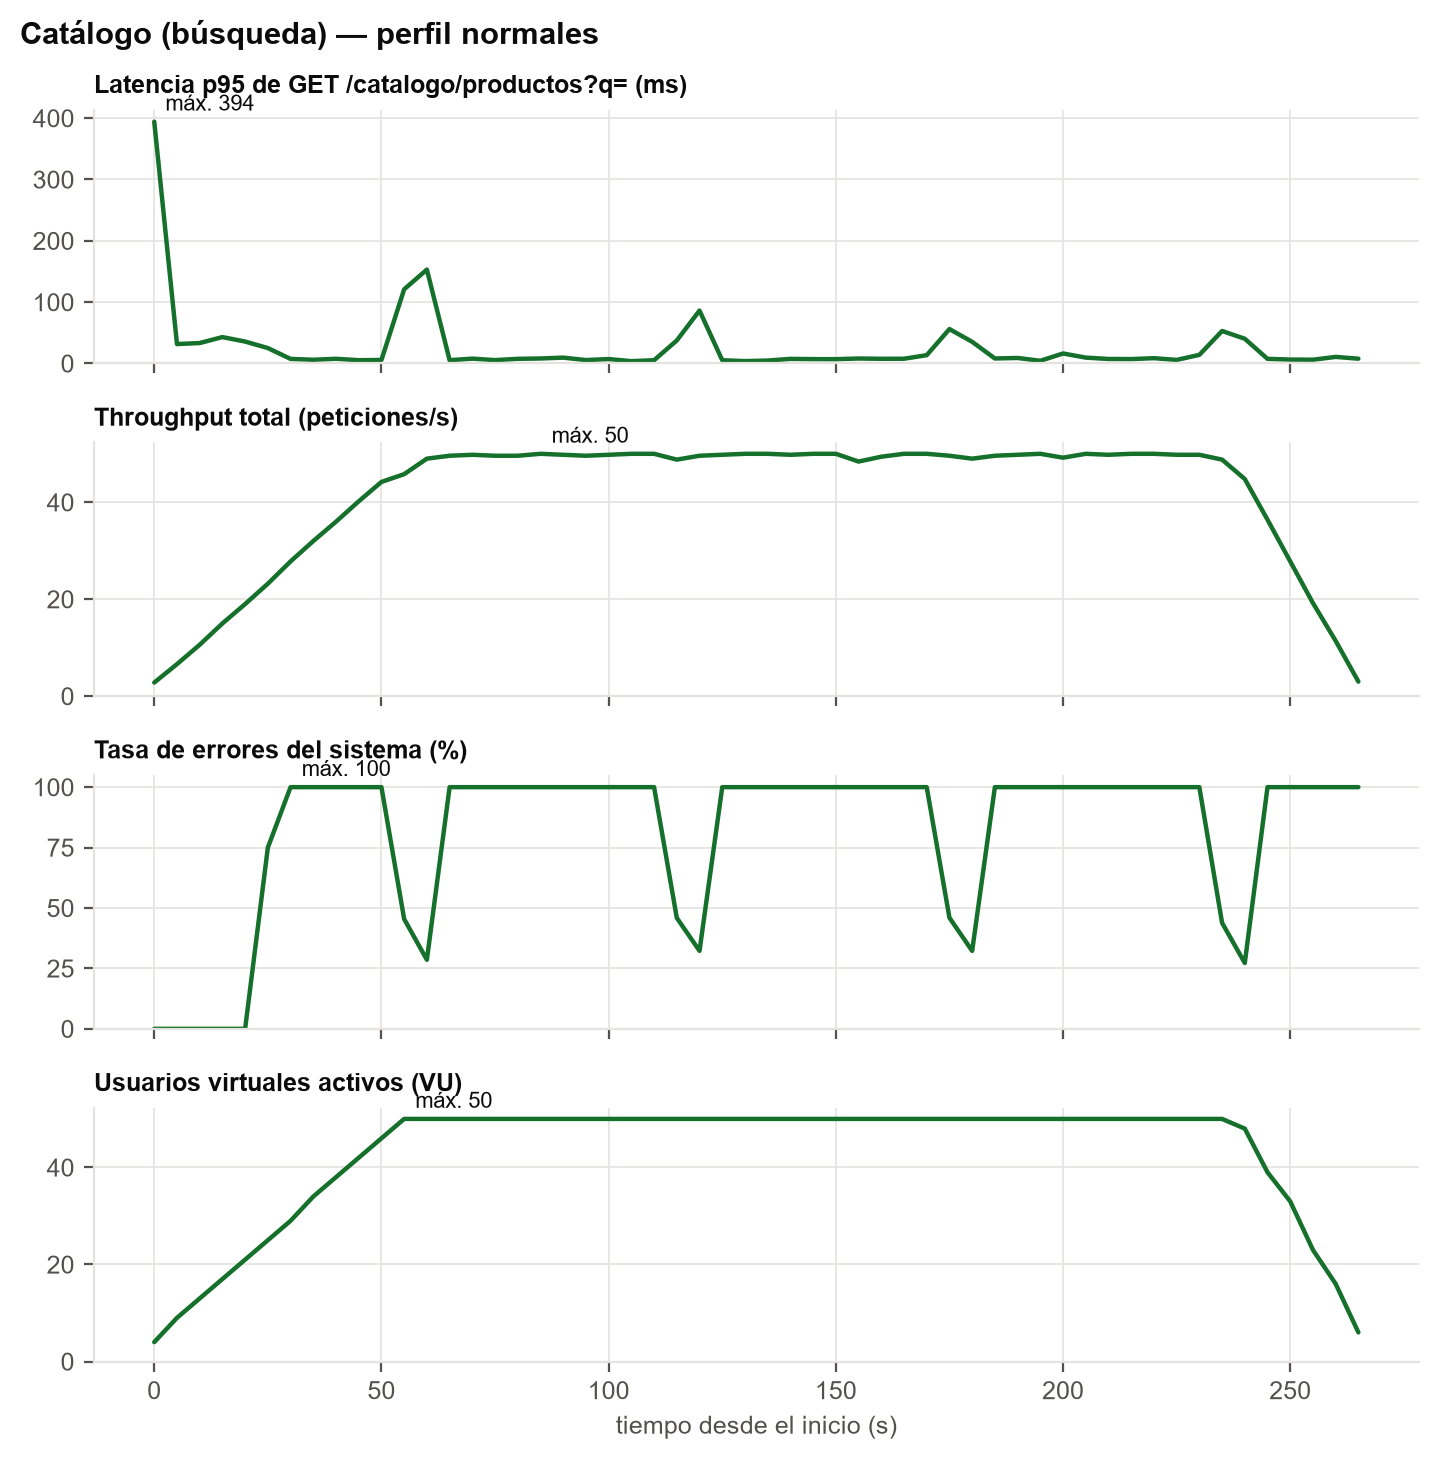 Catálogo (búsqueda) — perfil normales
Latencia p95 de GET /catalogo/productos?q= (ms)
máx. 394
400
300
200
100
0
Throughput total (peticiones/s)
máx. 50
40
20
0
Tasa de errores del sistema (%)
máx. 100
100
75
50
25
0
Usuarios virtuales activos (VU)
máx. 50
40
20
0
0 50 100 150 200 250
tiempo desde el inicio (s)